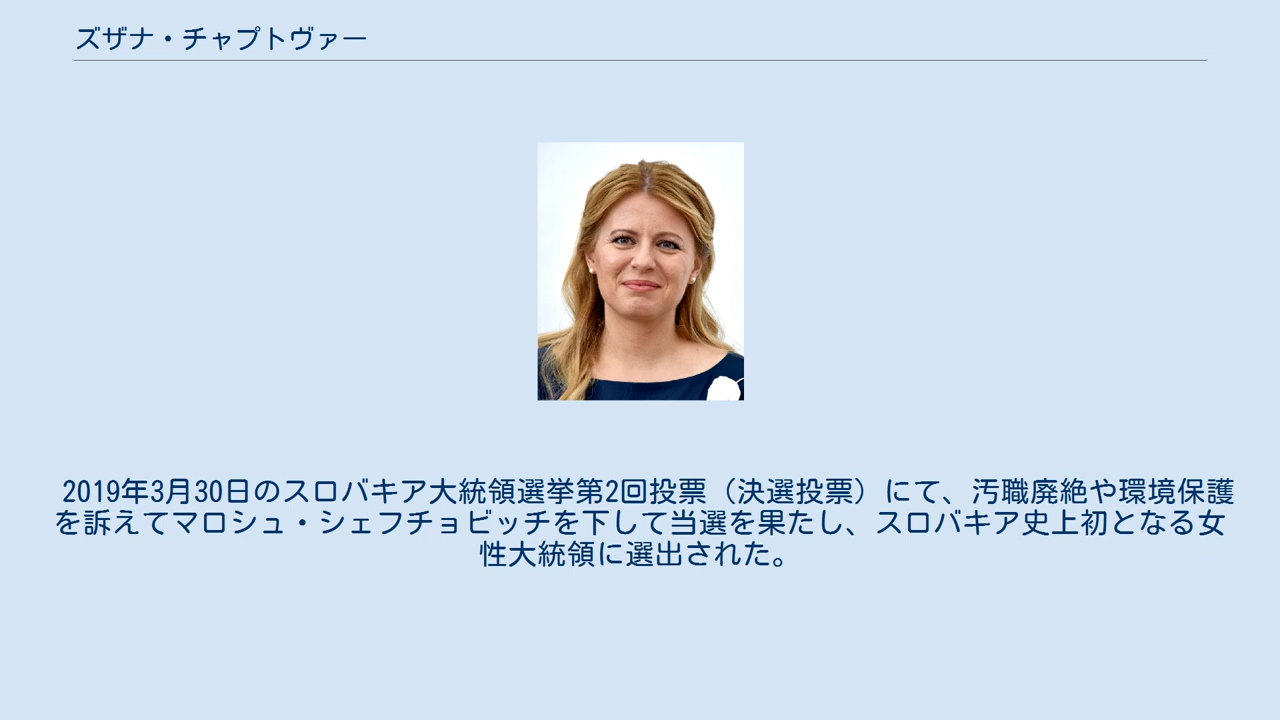 ズザナ・チャプトヴァー
2019年3月30日のスロバキア大統領選挙第2回投票（決選投票）にて、汚職廃絶や環境保護
を訴えてマロシュ・シェフチョビッチを下して当選を果たし、スロバキア史上初となる女
性大統領に選出された。